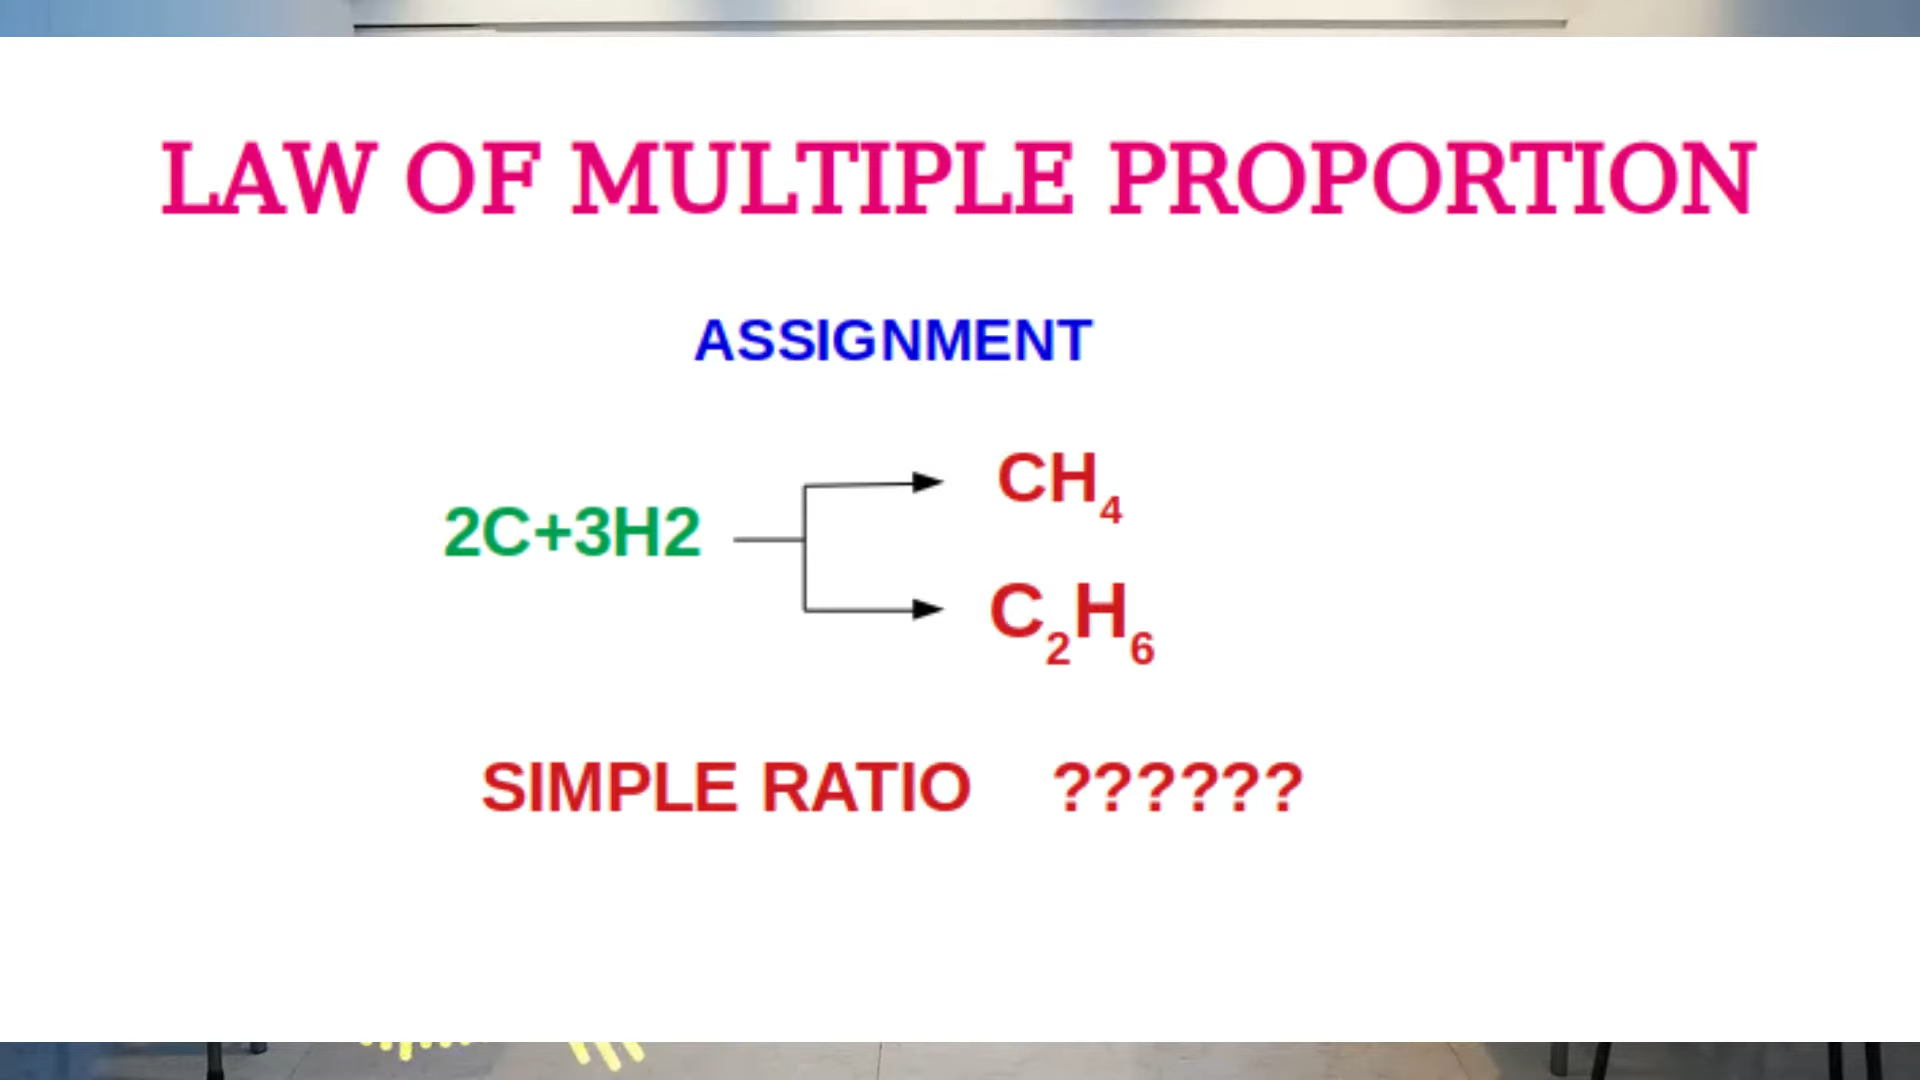 LAW OF MULTIPLE PROPORTION
ASSIGNMENT
2C+3H2
CH₄
C₂H₆
SIMPLE RATIO ??????